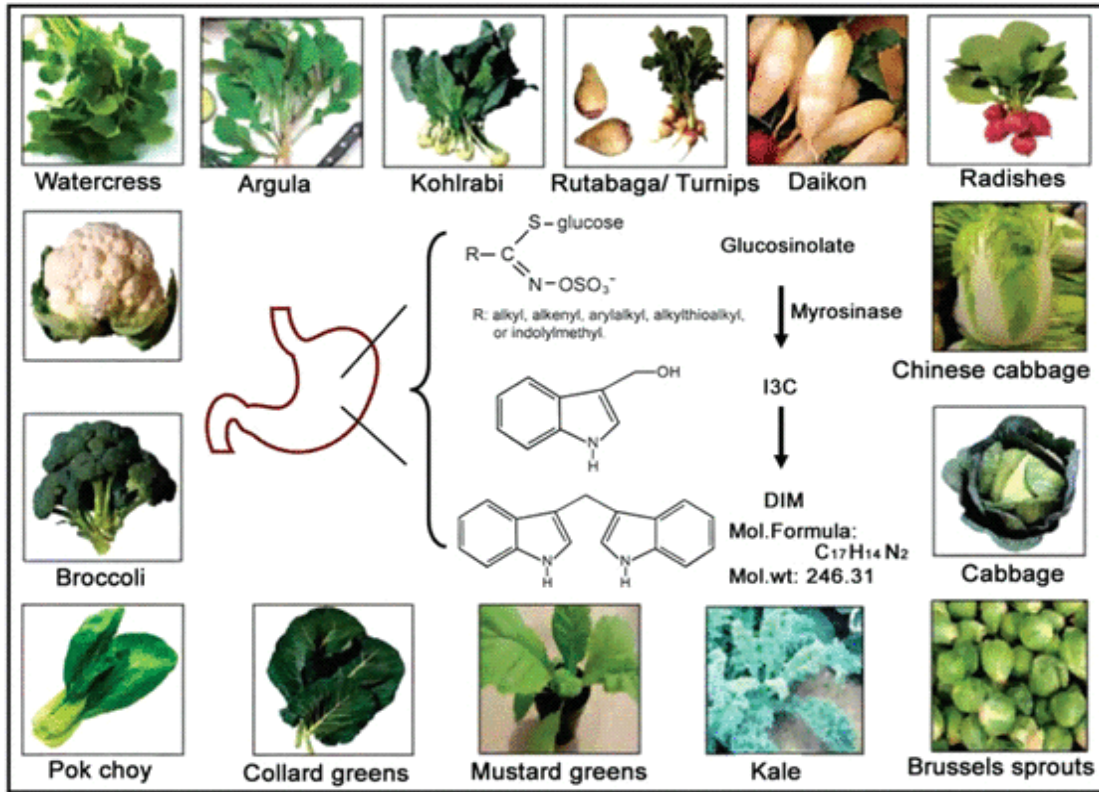 Watercress
Argula
Kohlrabi
Rutabaga/ Turnips
Daikon
Radishes
S–glucose
R–C
N–OSO₃⁻
R: alkyl, alkenyl, arylalkyl, alkylthioalkyl,
or indolylmethyl.
Glucosinolate
Myrosinase
Chinese cabbage
OH
N
H
I3C
Broccoli
N
H
N
H
DIM
Mol.Formula:
C₁₇H₁₄N₂
Mol.wt: 246.31
Cabbage
Pok choy
Collard greens
Mustard greens
Kale
Brussels sprouts